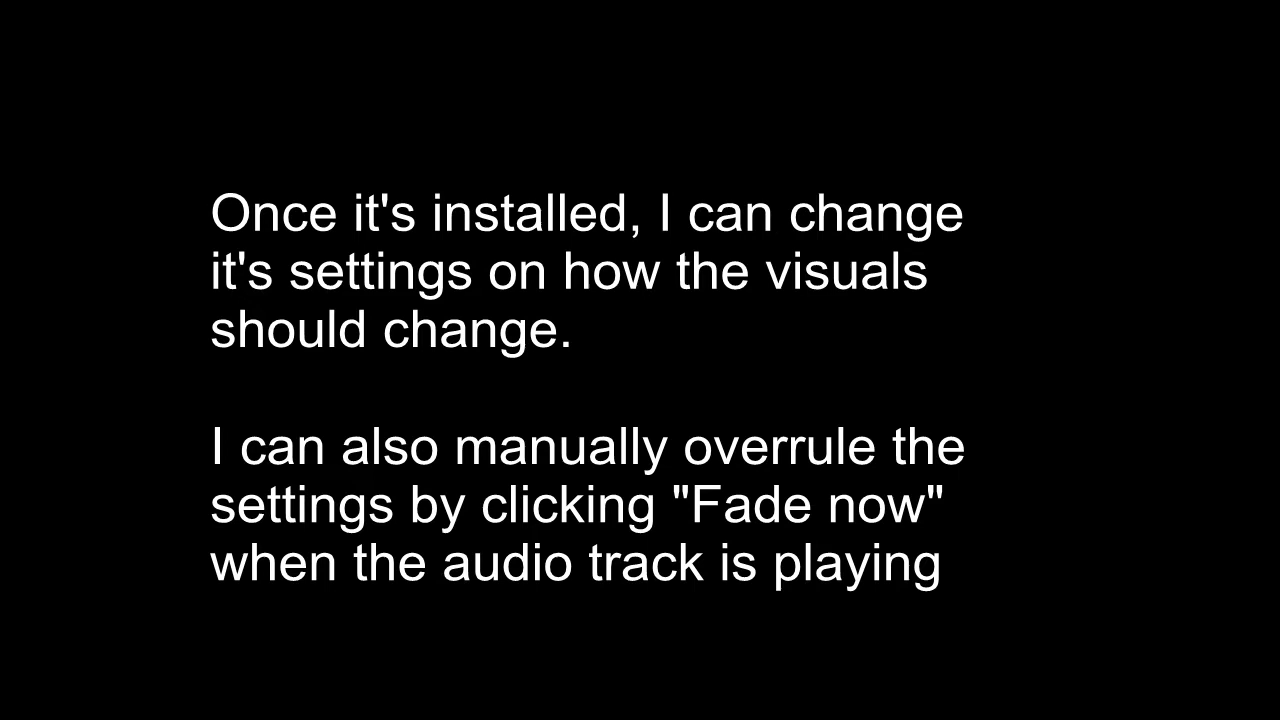 Once it's installed, I can change
it's settings on how the visuals
should change.
I can also manually overrule the
settings by clicking "Fade now"
when the audio track is playing